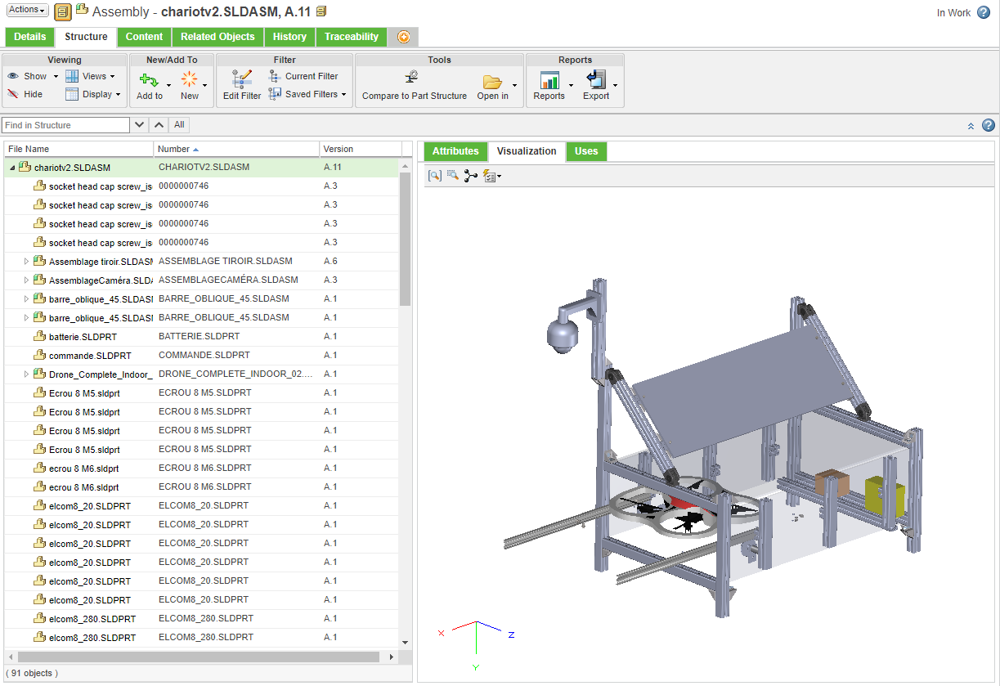 Actions
Assembly - chariotv2.SLDASM, A.11
In Work
Details Structure Content Related Objects History Traceability
Viewing New/Add To Filter Tools Reports
Show Views Current Filter
Hide Display Saved Filters
Add to New Edit Filter Compare to Part Structure Open in Reports Export
Find in Structure All
File Name Number Version
chariotv2.SLDASM CHARIOTV2.SLDASM A.11
socket head cap screw_is 0000000746 A.3
socket head cap screw_is 0000000746 A.3
socket head cap screw_is 0000000746 A.3
socket head cap screw_is 0000000746 A.3
Assemblage tiroir.SLDASM ASSEMBLAGE TIROIR.SLDASM A.6
AssemblageCaméra.SLDA ASSEMBLAGECAMÉRA.SLDASM A.3
barre_oblique_45.SLDASM BARRE_OBLIQUE_45.SLDASM A.1
barre_oblique_45.SLDASM BARRE_OBLIQUE_45.SLDASM A.1
batterie.SLDPRT BATTERIE.SLDPRT A.1
commande.SLDPRT COMMANDE.SLDPRT A.1
Drone_Complete_Indoor_ DRONE_COMPLETE_INDOOR_02.... A.1
Ecrou 8 M5.sldprt ECROU 8 M5.SLDPRT A.1
Ecrou 8 M5.sldprt ECROU 8 M5.SLDPRT A.1
Ecrou 8 M5.sldprt ECROU 8 M5.SLDPRT A.1
Ecrou 8 M5.sldprt ECROU 8 M5.SLDPRT A.1
ecrou 8 M6.sldprt ECROU 8 M6.SLDPRT A.1
ecrou 8 M6.sldprt ECROU 8 M6.SLDPRT A.1
elcom8_20.SLDPRT ELCOM8_20.SLDPRT A.1
elcom8_20.SLDPRT ELCOM8_20.SLDPRT A.1
elcom8_20.SLDPRT ELCOM8_20.SLDPRT A.1
elcom8_20.SLDPRT ELCOM8_20.SLDPRT A.1
elcom8_20.SLDPRT ELCOM8_20.SLDPRT A.1
elcom8_20.SLDPRT ELCOM8_20.SLDPRT A.1
elcom8_280.SLDPRT ELCOM8_280.SLDPRT A.1
elcom8_280.SLDPRT ELCOM8_280.SLDPRT A.1
( 91 objects )
Attributes Visualization Uses
X Z
Y